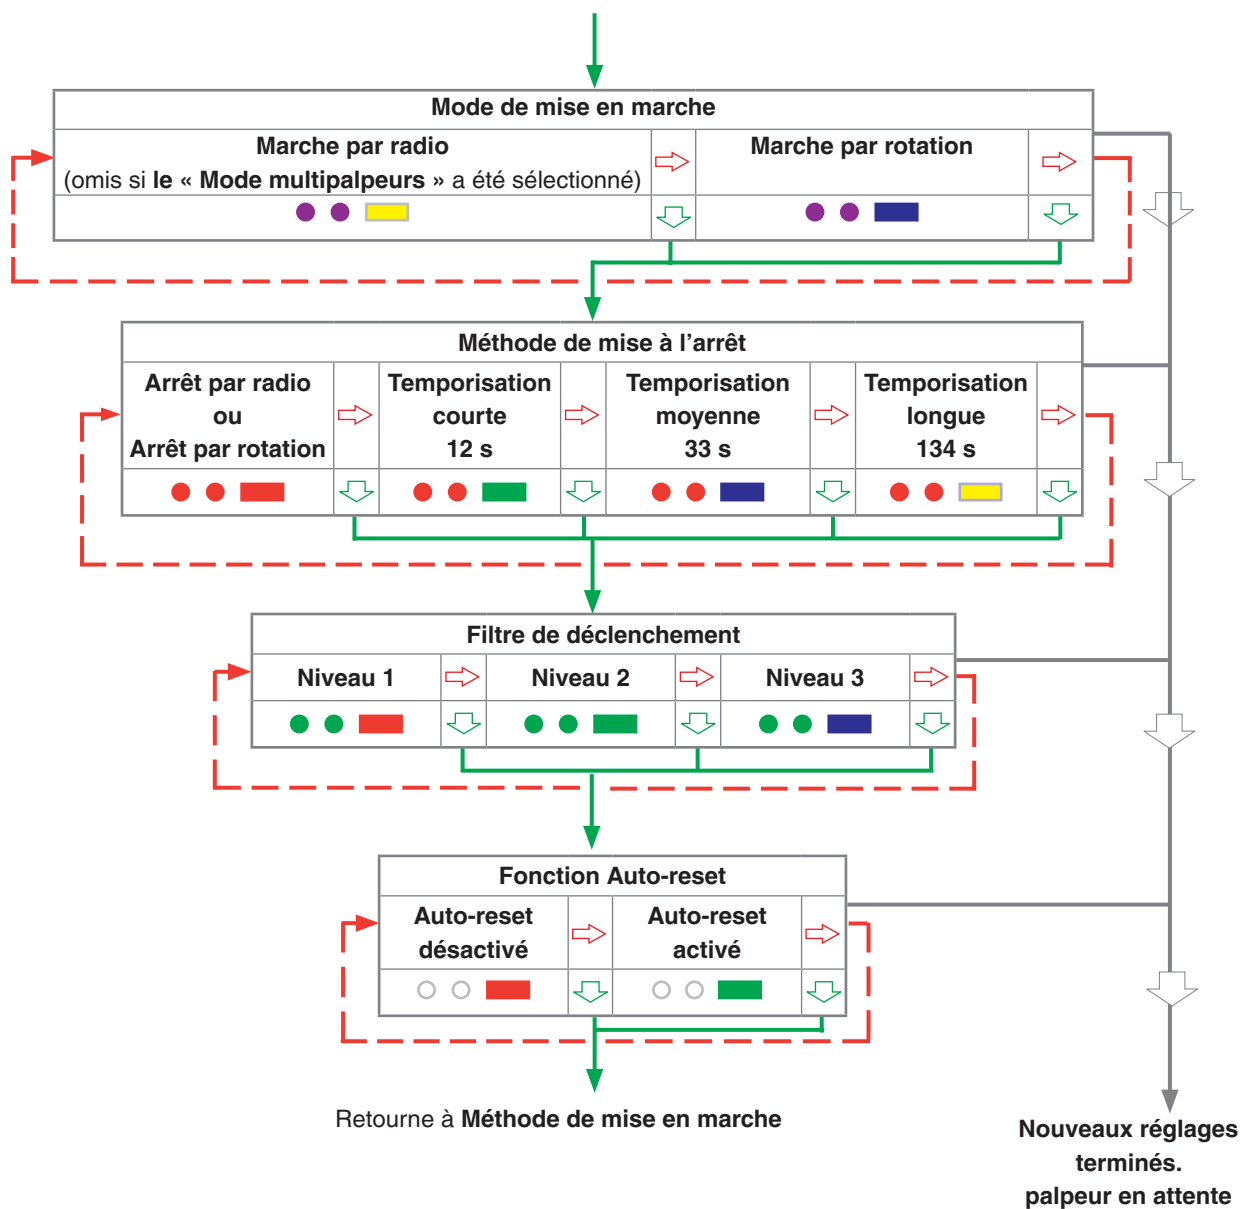 Mode de mise en marche
Marche par radio
(omis si le « Mode multipalpeurs » a été sélectionné)
Marche par rotation
Méthode de mise à l'arrêt
Arrêt par radio
ou
Arrêt par rotation
Temporisation
courte
12 s
Temporisation
moyenne
33 s
Temporisation
longue
134 s
Filtre de déclenchement
Niveau 1
Niveau 2
Niveau 3
Fonction Auto-reset
Auto-reset
désactivé
Auto-reset
activé
Retourne à Méthode de mise en marche
Nouveaux réglages
terminés.
palpeur en attente